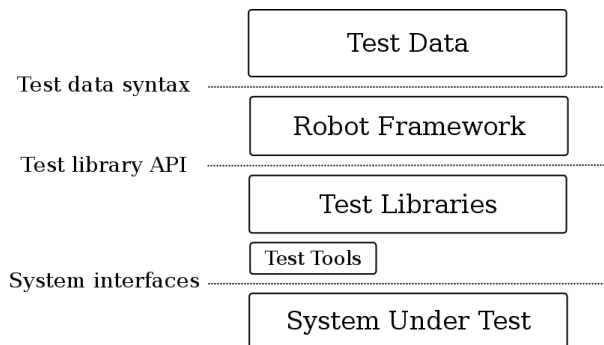 Test Data
Test data syntax
Robot Framework
Test library API
Test Libraries
Test Tools
System interfaces
System Under Test